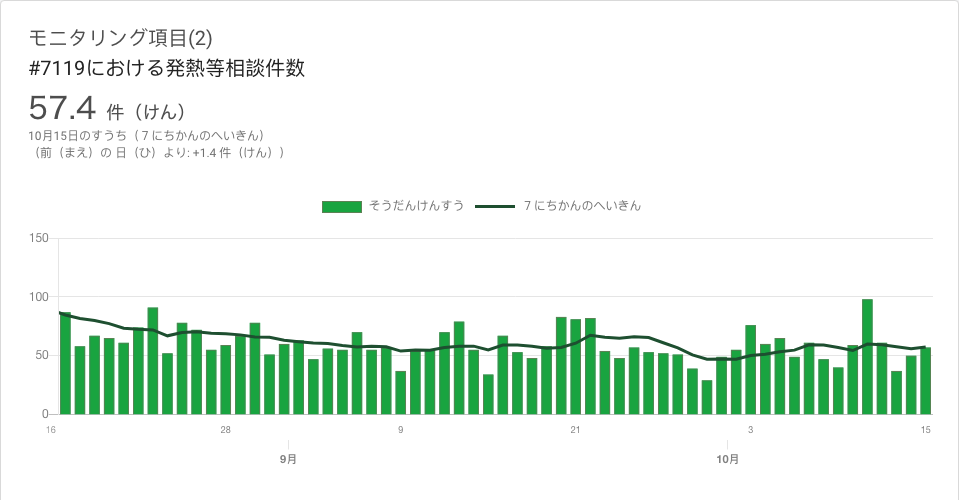 モニタリング項目(2)
#7119における発熱等相談件数
57.4 件（けん）
10月15日のすうち（７にちかんのへいきん）
（前（まえ）の 日（ひ）より: +1.4 件（けん））
そうだんけんすう ７にちかんのへいきん
150
100
50
0
16 28 9 21 3 15
9月 10月